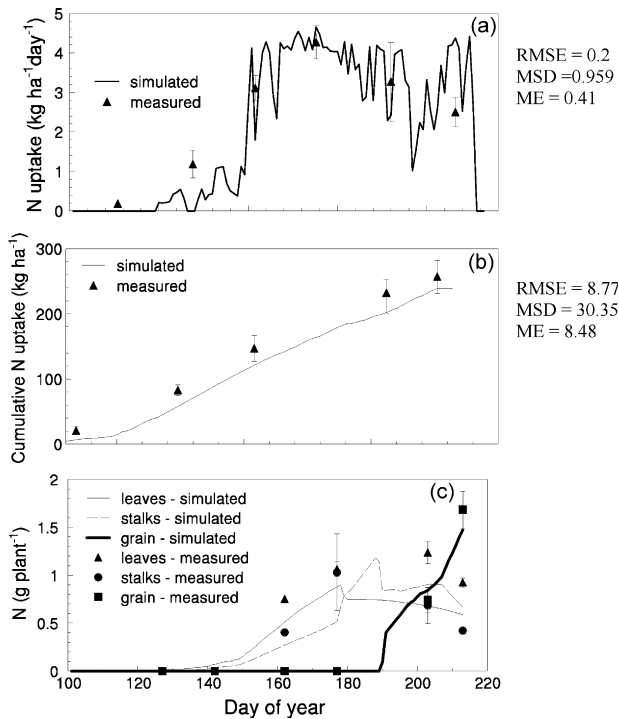 (a)
N uptake (kg ha-1day-1)
5
4
3
2
1
0
simulated
measured
RMSE = 0.2
MSD =0.959
ME = 0.41
(b)
Cumulative N uptake (kg ha-1)
300
200
100
0
simulated
measured
RMSE = 8.77
MSD = 30.35
ME = 8.48
(c)
N (g plant-1)
2
1.5
1
0.5
0
leaves - simulated
stalks - simulated
grain - simulated
leaves - measured
stalks - measured
grain - measured
100 120 140 160 180 200 220
Day of year